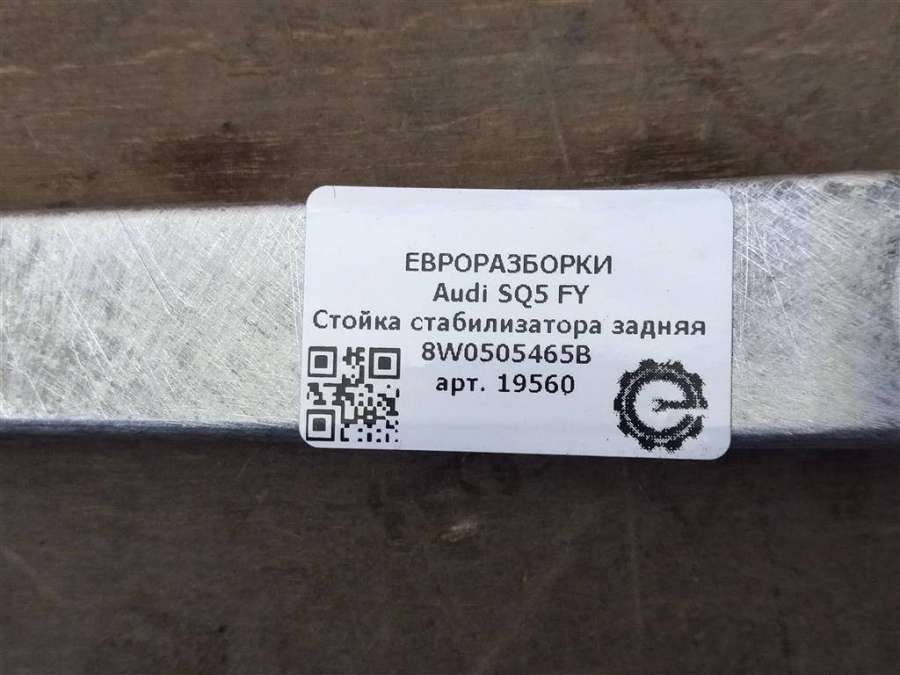 ЕВРОРАЗБОРКИ
Audi SQ5 FY
Стойка стабилизатора задняя
8W0505465B
арт. 19560